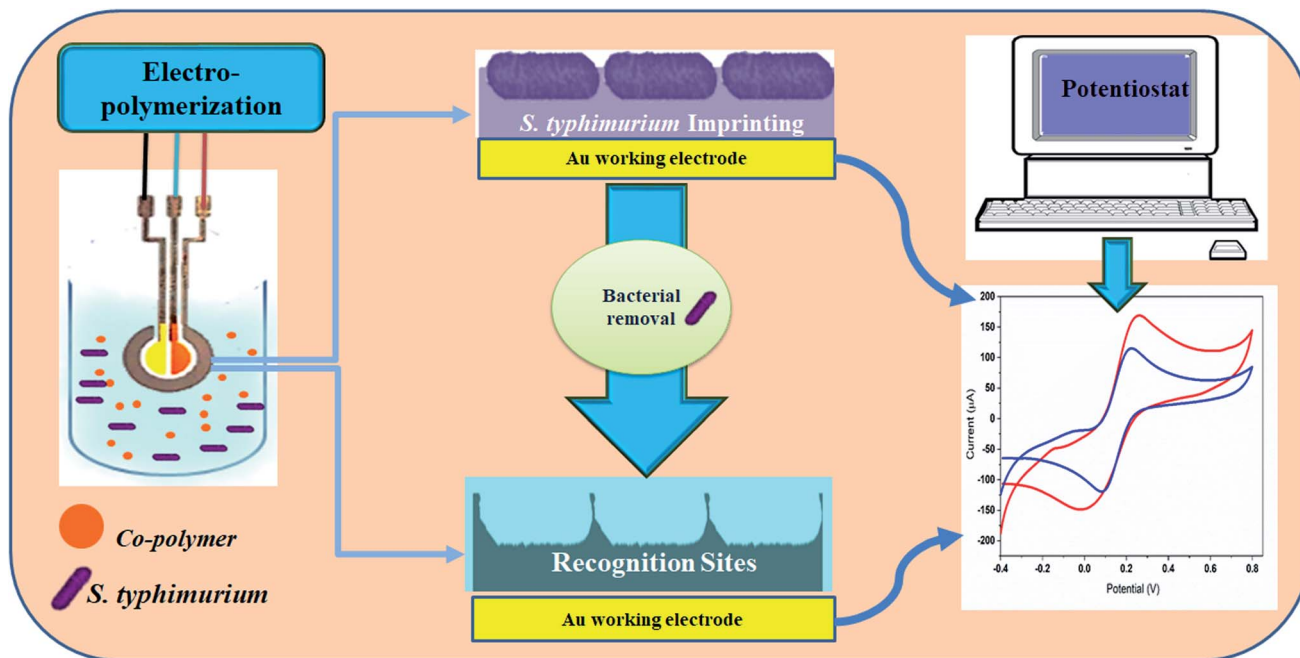 Electro-
polymerization
S. typhimurium Imprinting
Au working electrode
Potentiostat
Bacterial
removal
Recognition Sites
Au working electrode
Co-polymer
S. typhimurium
200
150
100
50
0
-50
-100
-150
-200
Current (µA)
-0.4
-0.2
0.0
0.2
0.4
0.6
0.8
Potential (V)